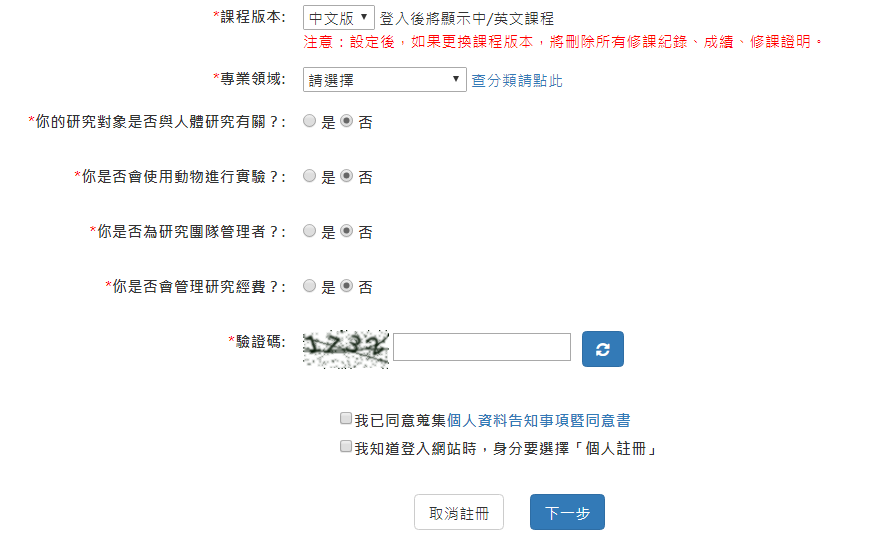 *課程版本: 中文版 登入後將顯示中/英文課程
注意：設定後，如果更換課程版本，將刪除所有修課紀錄、成績、修課證明。
*專業領域: 請選擇 查分類請點此
*你的研究對象是否與人體研究有關？: 是 否
*你是否會使用動物進行實驗？: 是 否
*你是否為研究團隊管理者？: 是 否
*你是否會管理研究經費？: 是 否
*驗證碼:
我已同意蒐集個人資料告知事項暨同意書
我知道登入網站時，身分要選擇「個人註冊」
取消註冊 下一步